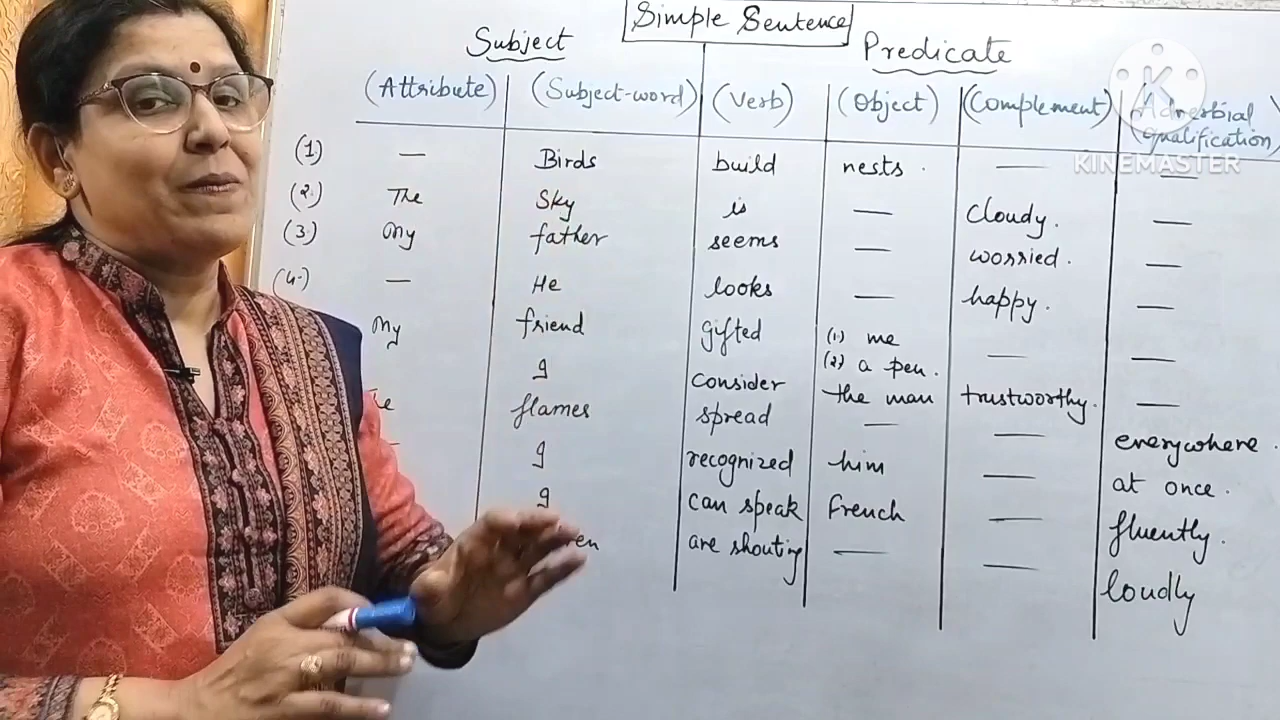 Simple Sentence
Subject Predicate
(Attribute) (Subject-word) (Verb) (Object) (Complement) (Adverbial qualification)
(1) — Birds build nests. — —
(2) The Sky is — cloudy. —
(3) My father seems — worried. —
(4) — He looks — happy. —
My friend gifted (1) me (2) a pen. — —
I consider the man trustworthy. —
flames spread — — everywhere.
I recognized him — at once.
I can speak French — fluently.
are shouting — — loudly
KINEMASTER